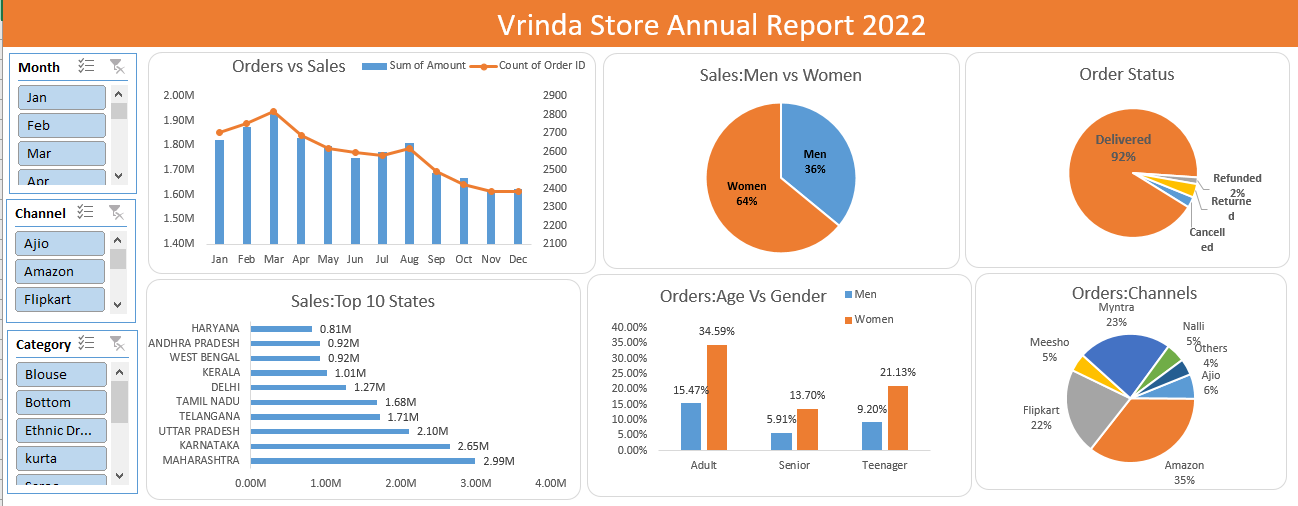 Vrinda Store Annual Report 2022
Month
Jan
Feb
Mar
Apr
Channel
Ajio
Amazon
Flipkart
Category
Blouse
Bottom
Ethnic Dr...
kurta
Orders vs Sales
Sum of Amount
Count of Order ID
2.00M
1.90M
1.80M
1.70M
1.60M
1.50M
1.40M
2900
2800
2700
2600
2500
2400
2300
2200
2100
Jan Feb Mar Apr May Jun Jul Aug Sep Oct Nov Dec
Sales:Men vs Women
Men
36%
Women
64%
Order Status
Delivered
92%
Refunded
2%
Returne
d
Cancell
ed
Sales:Top 10 States
HARYANA 0.81M
ANDHRA PRADESH 0.92M
WEST BENGAL 0.92M
KERALA 1.01M
DELHI 1.27M
TAMIL NADU 1.68M
TELANGANA 1.71M
UTTAR PRADESH 2.10M
KARNATAKA 2.65M
MAHARASHTRA 2.99M
0.00M 1.00M 2.00M 3.00M 4.00M
Orders:Age Vs Gender
Men
Women
40.00%
35.00%
30.00%
25.00%
20.00%
15.00%
10.00%
5.00%
0.00%
15.47% 34.59%
5.91% 13.70%
9.20% 21.13%
Adult Senior Teenager
Orders:Channels
Myntra
23%
Nalli
5%
Others
4%
Ajio
6%
Meesho
5%
Flipkart
22%
Amazon
35%